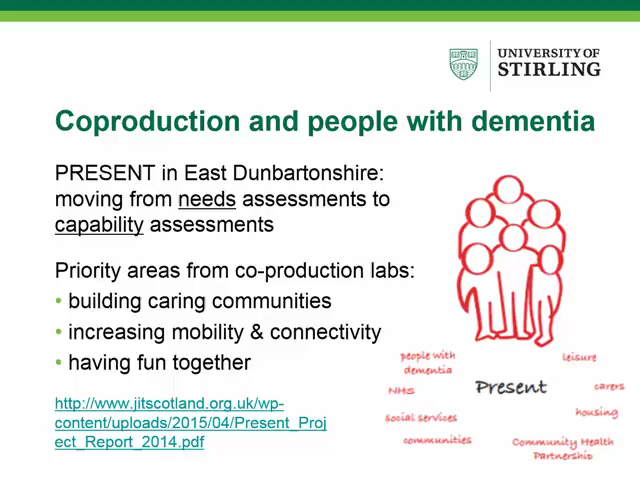 UNIVERSITY OF
STIRLING
Coproduction and people with dementia
PRESENT in East Dunbartonshire:
moving from needs assessments to
capability assessments
Priority areas from co-production labs:
• building caring communities
• increasing mobility & connectivity
• having fun together
http://www.jitscotland.org.uk/wp-
content/uploads/2015/04/Present_Proj
ect_Report_2014.pdf
people with
dementia
leisure
NHS
Present
carers
social services
housing
communities
Community Health
Partnership